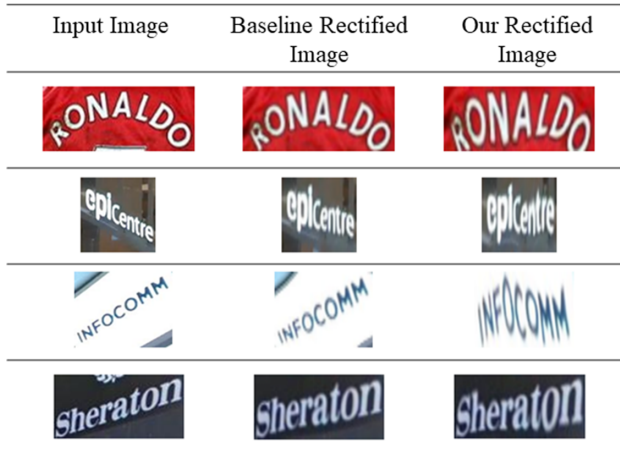 Input Image Baseline Rectified Image Our Rectified Image
RONALDO RONALDO RONALDO
epiCentre epiCentre epiCentre
INFOCOMM INFOCOMM INFOCOMM
Sheraton Sheraton Sheraton